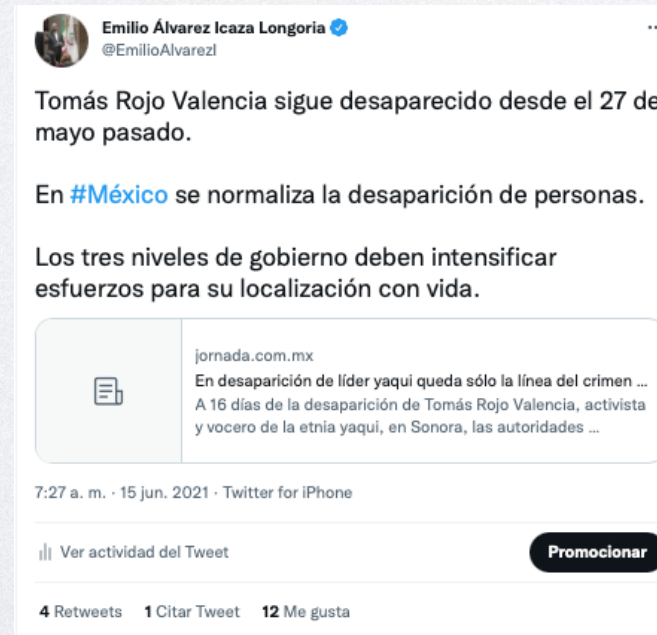 Emilio Álvarez Icaza Longoria
@EmilioAlvarezI
Tomás Rojo Valencia sigue desaparecido desde el 27 de
mayo pasado.
En #México se normaliza la desaparición de personas.
Los tres niveles de gobierno deben intensificar
esfuerzos para su localización con vida.
jornada.com.mx
En desaparición de líder yaqui queda sólo la línea del crimen ...
A 16 días de la desaparición de Tomás Rojo Valencia, activista
y vocero de la etnia yaqui, en Sonora, las autoridades ...
7:27 a. m. · 15 jun. 2021 · Twitter for iPhone
Ver actividad del Tweet
Promocionar
4 Retweets 1 Citar Tweet 12 Me gusta